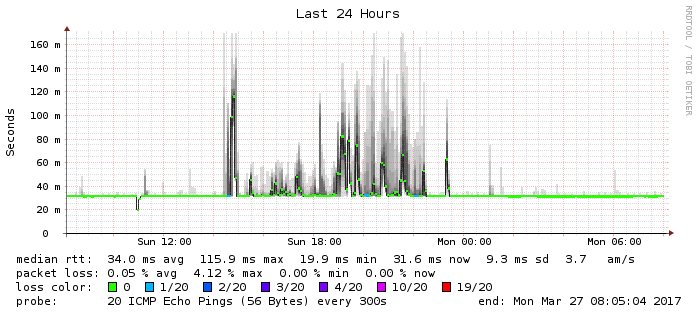 Last 24 Hours
RRDTOOL / TOBI OETIKER
Seconds
160 m
140 m
120 m
100 m
80 m
60 m
40 m
20 m
0
Sun 12:00 Sun 18:00 Mon 00:00 Mon 06:00
median rtt: 34.0 ms avg 115.9 ms max 19.9 ms min 31.6 ms now 9.3 ms sd 3.7 am/s
packet loss: 0.05 % avg 4.12 % max 0.00 % min 0.00 % now
loss color: 0 1/20 2/20 3/20 4/20 10/20 19/20
probe: 20 ICMP Echo Pings (56 Bytes) every 300s end: Mon Mar 27 08:05:04 2017